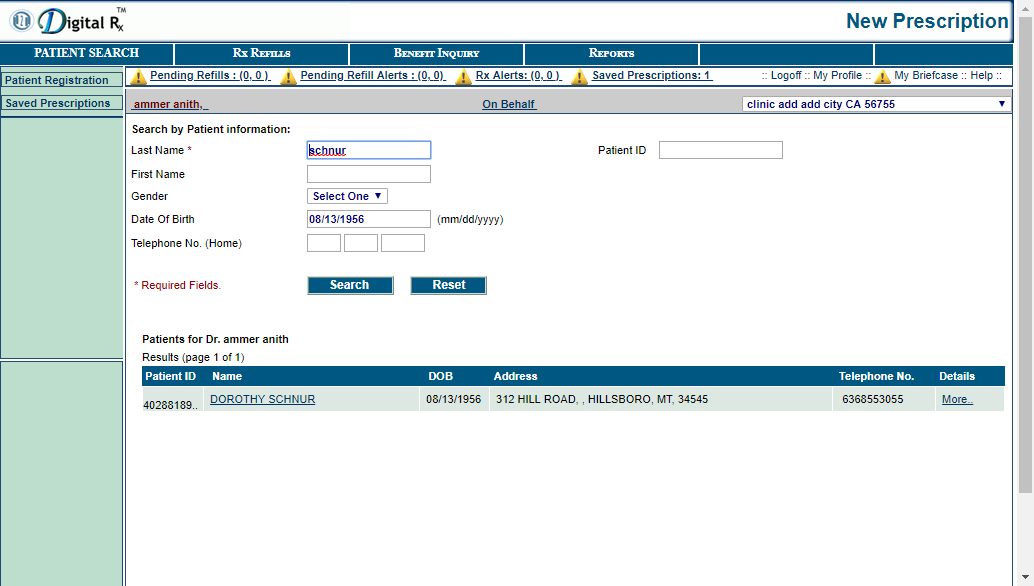 Digital Rx TM
New Prescription
PATIENT SEARCH Rx REFILLS BENEFIT INQUIRY REPORTS
Patient Registration
Saved Prescriptions
Pending Refills : (0, 0 ) Pending Refill Alerts : (0, 0) Rx Alerts: (0, 0 ) Saved Prescriptions: 1 :: Logoff :: My Profile :: My Briefcase :: Help ::
ammer anith, On Behalf clinic add add city CA 56755
Search by Patient information:
Last Name * schnur Patient ID
First Name
Gender Select One
Date Of Birth 08/13/1956 (mm/dd/yyyy)
Telephone No. (Home)
* Required Fields. Search Reset
Patients for Dr. ammer anith
Results (page 1 of 1)
Patient ID Name DOB Address Telephone No. Details
40288189.. DOROTHY SCHNUR 08/13/1956 312 HILL ROAD, , HILLSBORO, MT, 34545 6368553055 More..